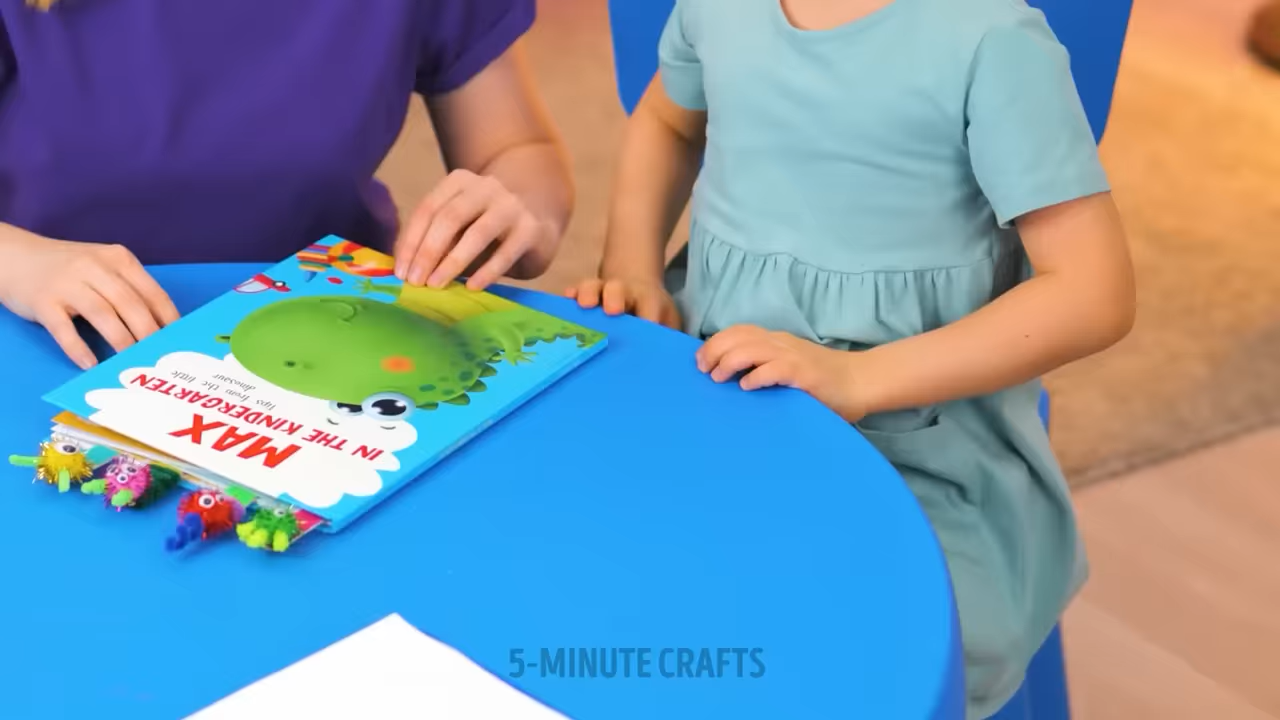 MAX
IN THE KINDERGARTEN
tips from the little
dinosaur
5-MINUTE CRAFTS